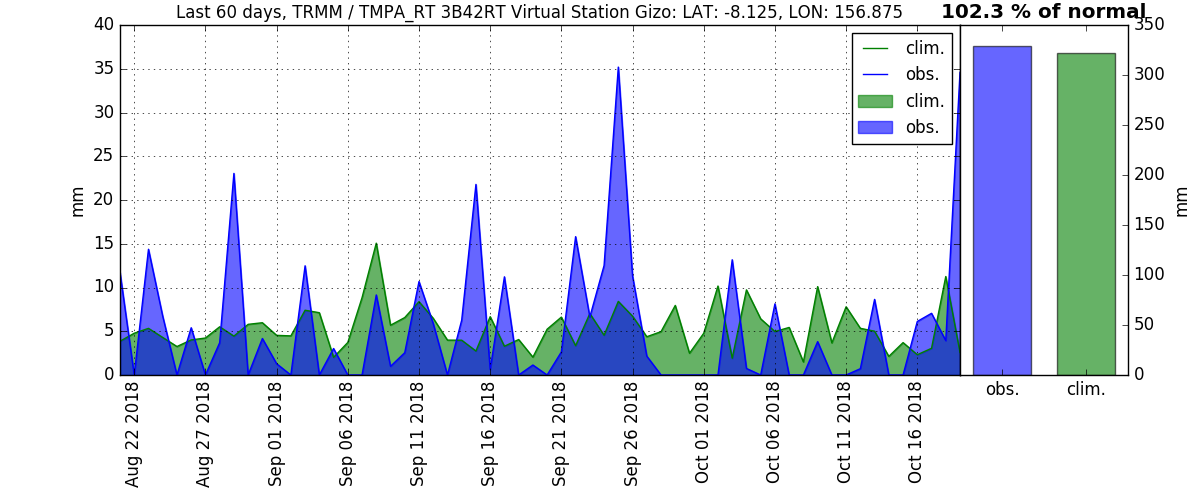 Last 60 days, TRMM / TMPA_RT 3B42RT Virtual Station Gizo: LAT: -8.125, LON: 156.875
102.3 % of normal
40
35
30
25
20
15
10
5
0
mm
clim.
obs.
clim.
obs.
350
300
250
200
150
100
50
0
mm
obs.
clim.
Aug 22 2018
Aug 27 2018
Sep 01 2018
Sep 06 2018
Sep 11 2018
Sep 16 2018
Sep 21 2018
Sep 26 2018
Oct 01 2018
Oct 06 2018
Oct 11 2018
Oct 16 2018